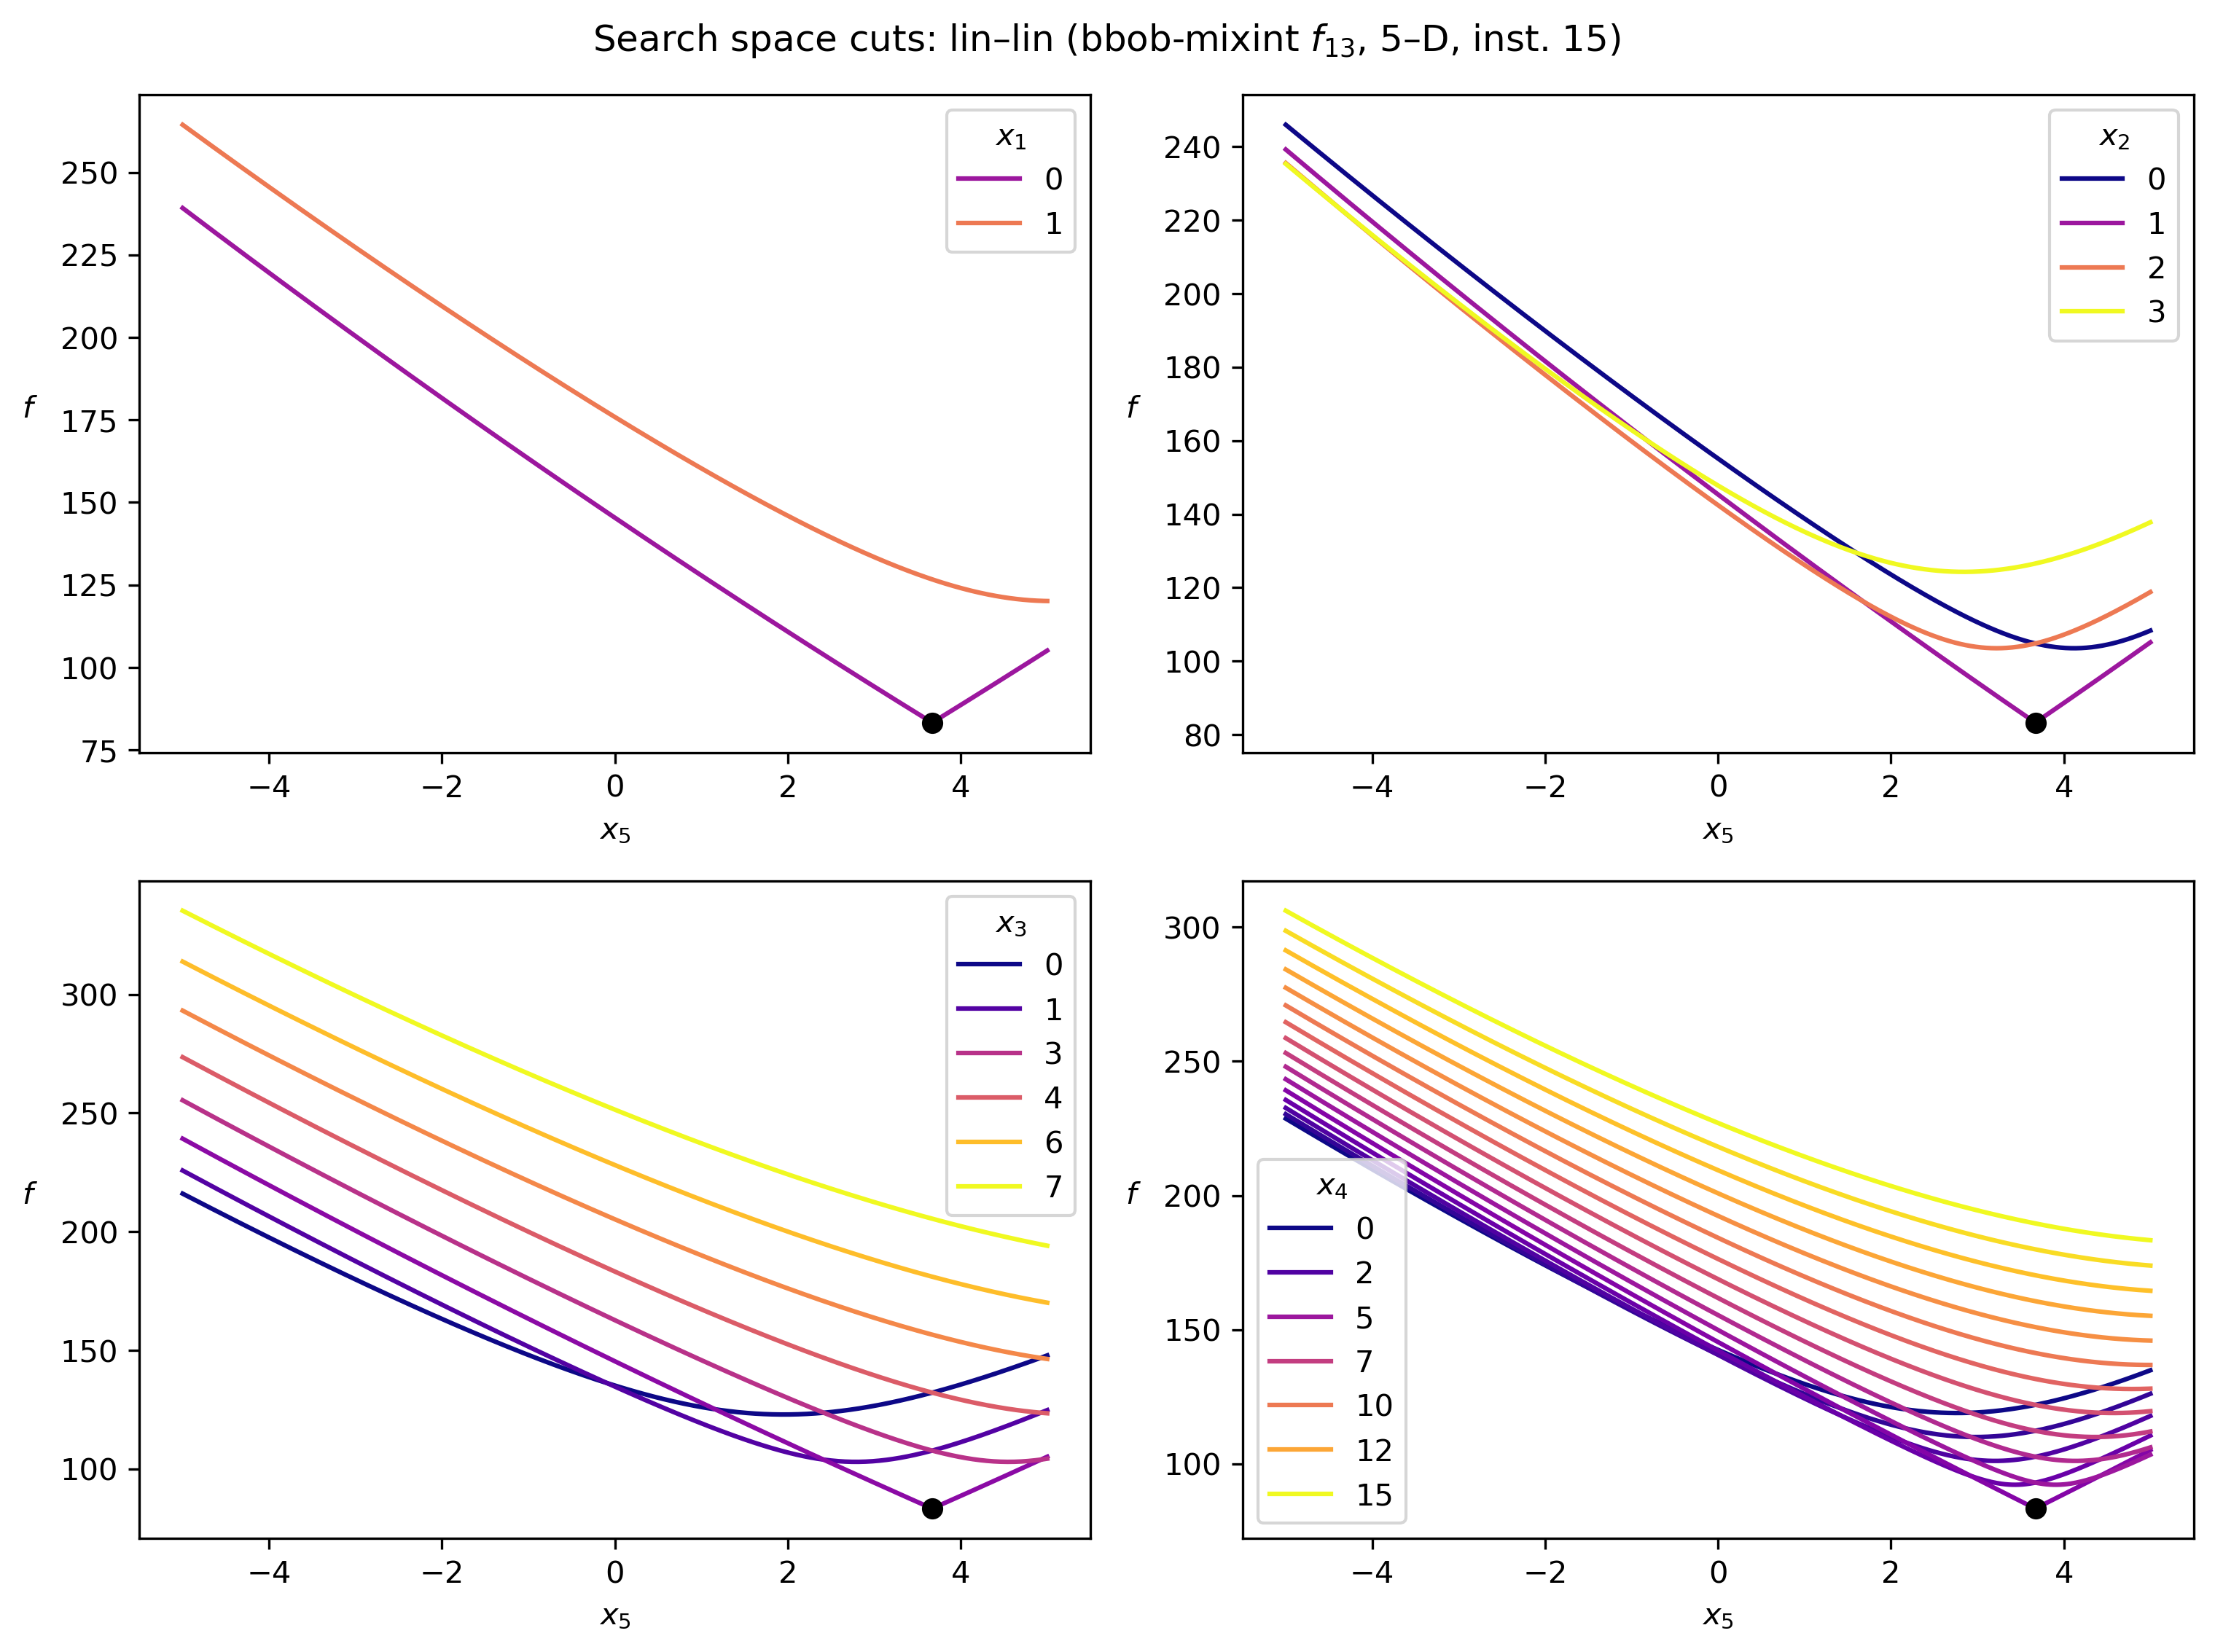 Search space cuts: lin–lin (bbob-mixint f13, 5–D, inst. 15)
250
225
200
175
150
125
100
75
f
−4 −2 0 2 4
x5
x1
0
1
240
220
200
180
160
140
120
100
80
f
−4 −2 0 2 4
x5
x2
0
1
2
3
300
250
200
150
100
f
−4 −2 0 2 4
x5
x3
0
1
3
4
6
7
300
250
200
150
100
f
−4 −2 0 2 4
x5
x4
0
2
5
7
10
12
15